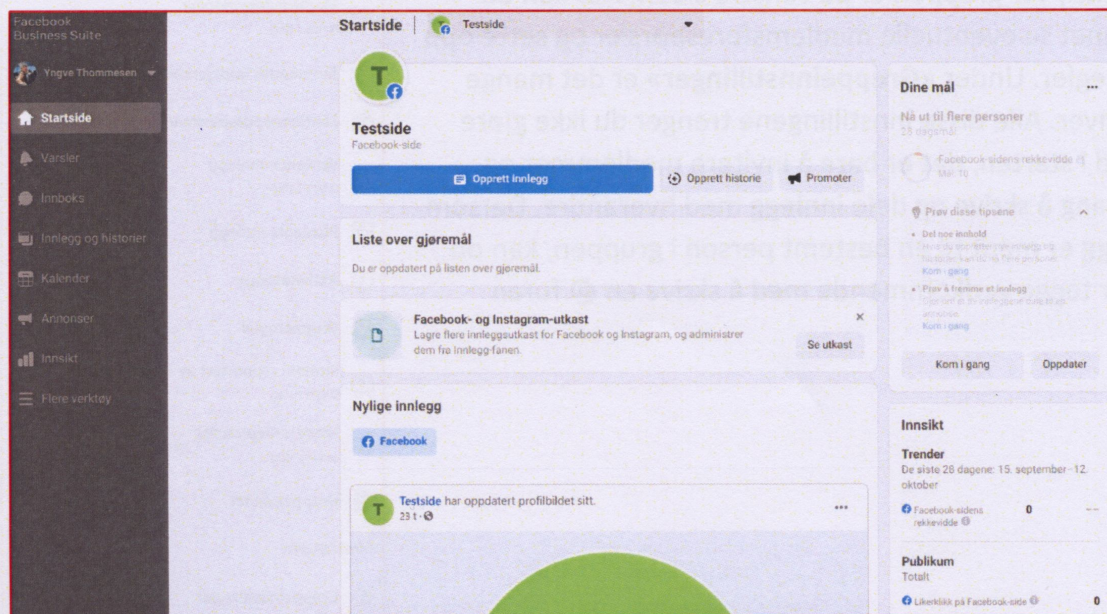 Facebook
Business Suite
Yngve Thommesen
Startside
Varsler
Innboks
Innlegg og historier
Kalender
Annonser
Innsikt
Flere verktøy
Startside
Testside
T
Testside
Facebook-side
Opprett innlegg
Opprett historie
Promoter
Liste over gjøremål
Du er oppdatert på listen over gjøremål.
Facebook- og Instagram-utkast
Lagre flere innleggsutkast for Facebook og Instagram, og administrer
dem fra Innlegg-fanen.
Se utkast
Nylige innlegg
Facebook
T
Testside har oppdatert profilbildet sitt.
23 t
Dine mål
Nå ut til flere personer
28 dagsmål
Facebook-sidens rekkevidde
Mål: 10
Prøv disse tipsene
Del noe innhold
Kom i gang
Prøv å fremme et innlegg
Kom i gang
Kom i gang
Oppdater
Innsikt
Trender
De siste 28 dagene: 15. september–12.
oktober
Facebook-sidens
rekkevidde
0
--
Publikum
Totalt
Likerklikk på Facebook-side
0